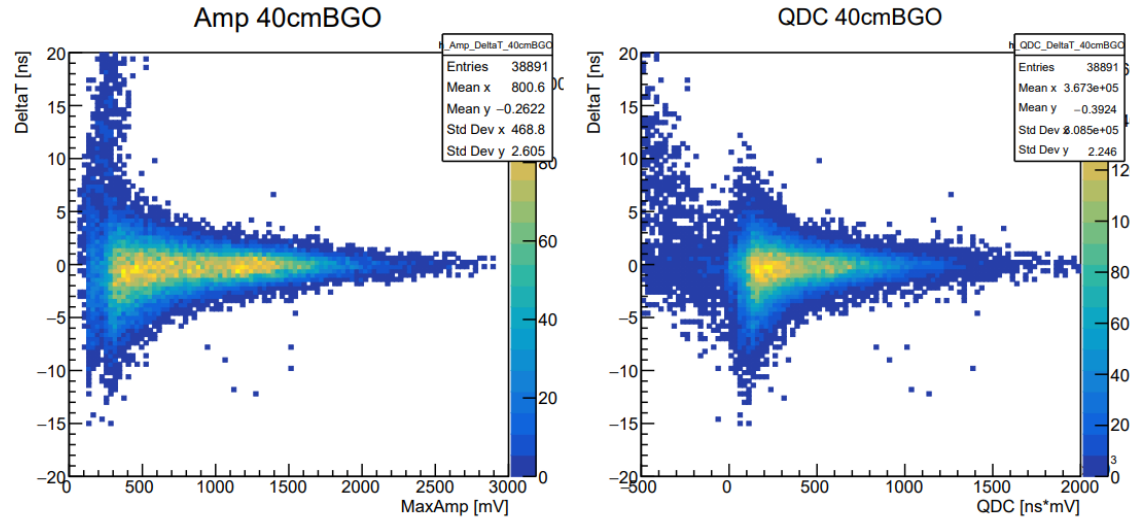 Amp 40cmBGO
h_Amp_DeltaT_40cmBGO
Entries 38891
Mean x 800.6
Mean y −0.2622
Std Dev x 468.8
Std Dev y 2.605
DeltaT [ns]
20
15
10
5
0
−5
−10
−15
−20
0 500 1000 1500 2000 2500 3000
MaxAmp [mV]
80
60
40
20
0
QDC 40cmBGO
h_QDC_DeltaT_40cmBGO
Entries 38891
Mean x 3.673e+05
Mean y −0.3924
Std Dev x
Std Dev y 2.246
DeltaT [ns]
20
15
10
5
0
−5
−10
−15
−20
−500 0 500 1000 1500 2000
QDC [ns*mV]
120
100
80
60
40
20
0